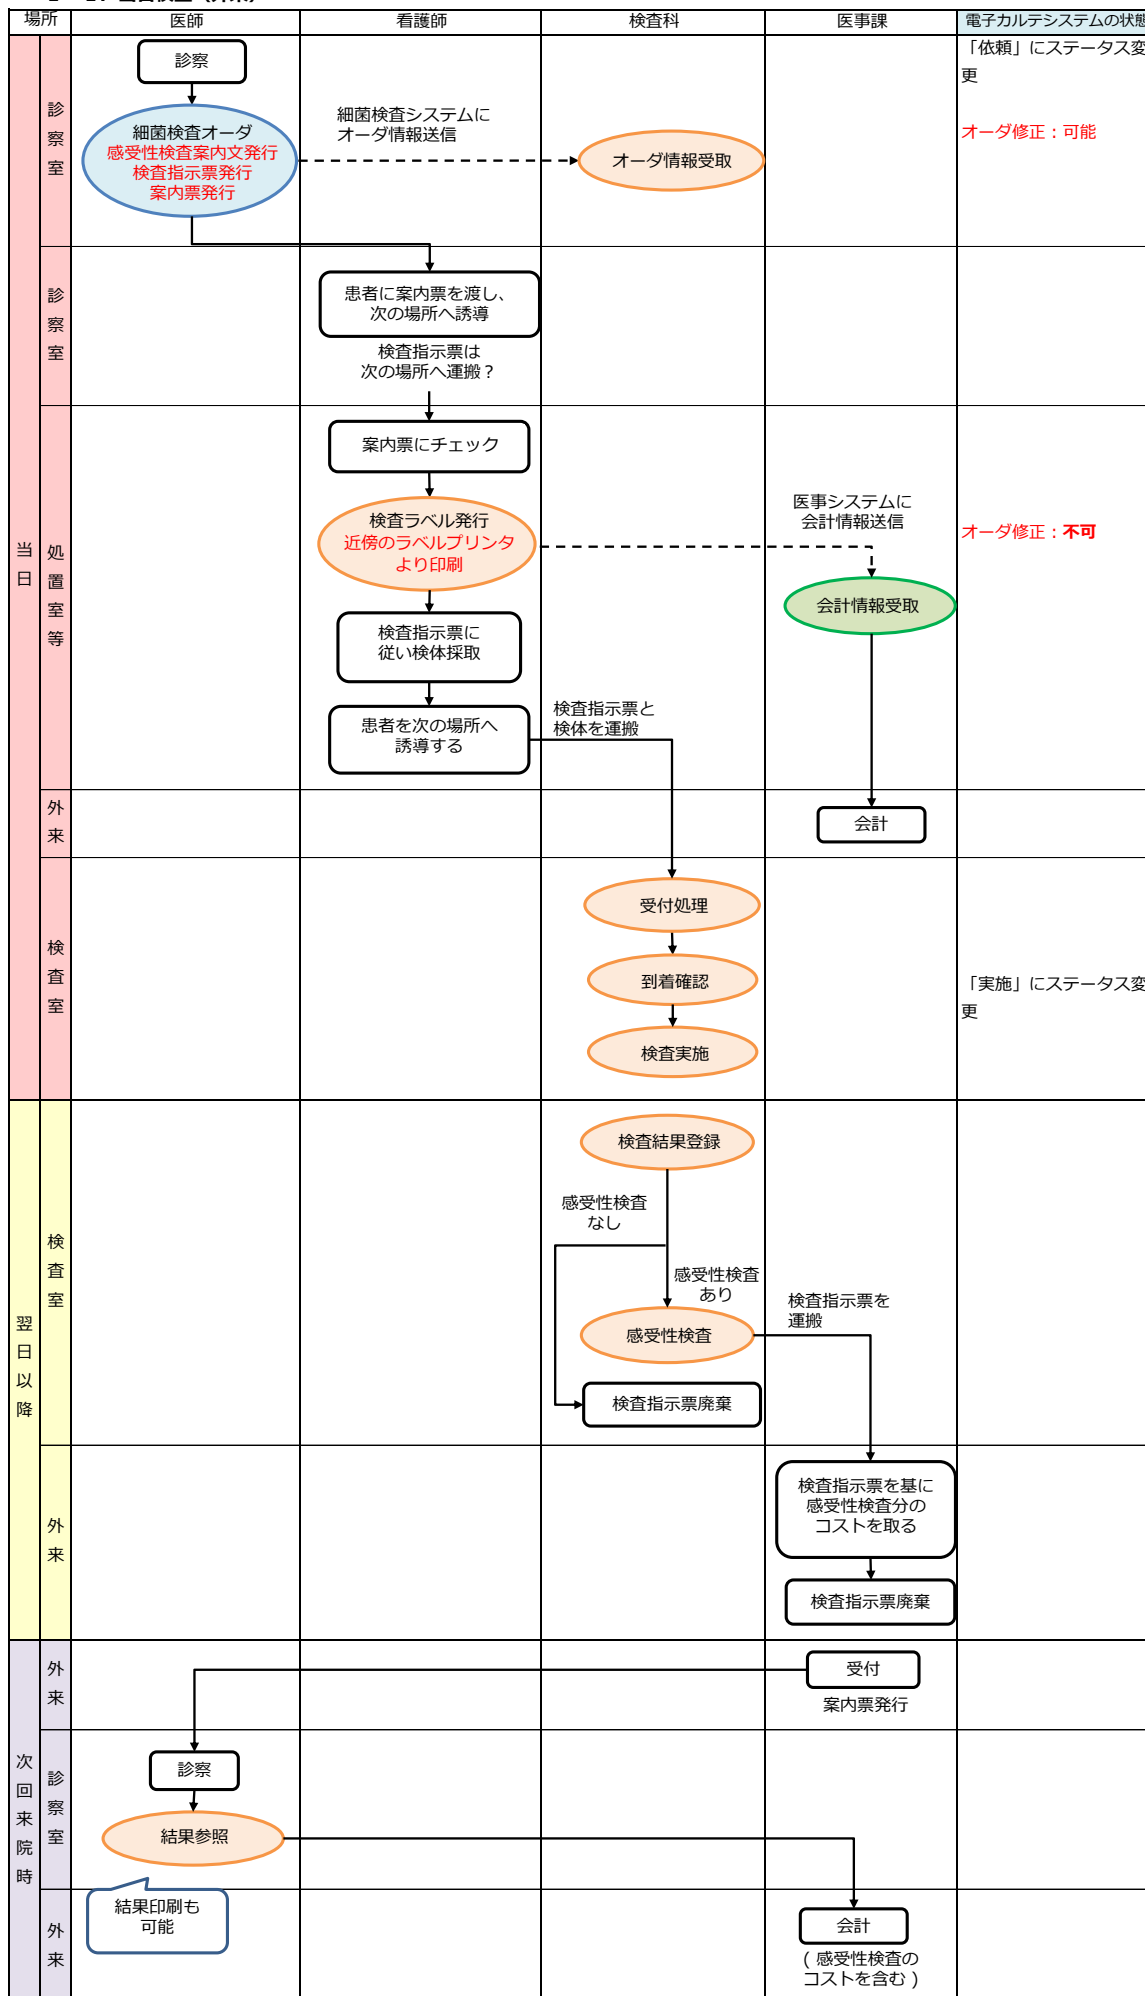 場所
医師
看護師
検査科
医事課
電子カルテシステムの状態
当日
診察室
診察
細菌検査オーダ
感受性検査案内文発行
検査指示票発行
案内票発行
細菌検査システムに
オーダ情報送信
オーダ情報受取
「依頼」にステータス変
更
オーダ修正：可能
診察室
患者に案内票を渡し、
次の場所へ誘導
検査指示票は
次の場所へ運搬？
処置室等
案内票にチェック
検査ラベル発行
近傍のラベルプリンタ
より印刷
医事システムに
会計情報送信
オーダ修正：不可
会計情報受取
検査指示票に
従い検体採取
患者を次の場所へ
誘導する
検査指示票と
検体を運搬
外来
会計
検査室
受付処理
到着確認
検査実施
「実施」にステータス変
更
翌日以降
検査室
検査結果登録
感受性検査
なし
感受性検査
あり
感受性検査
検査指示票を
運搬
検査指示票廃棄
外来
検査指示票を基に
感受性検査分の
コストを取る
検査指示票廃棄
次回来院時
外来
受付
案内票発行
診察室
診察
結果参照
結果印刷も
可能
外来
会計
（感受性検査の
コストを含む）